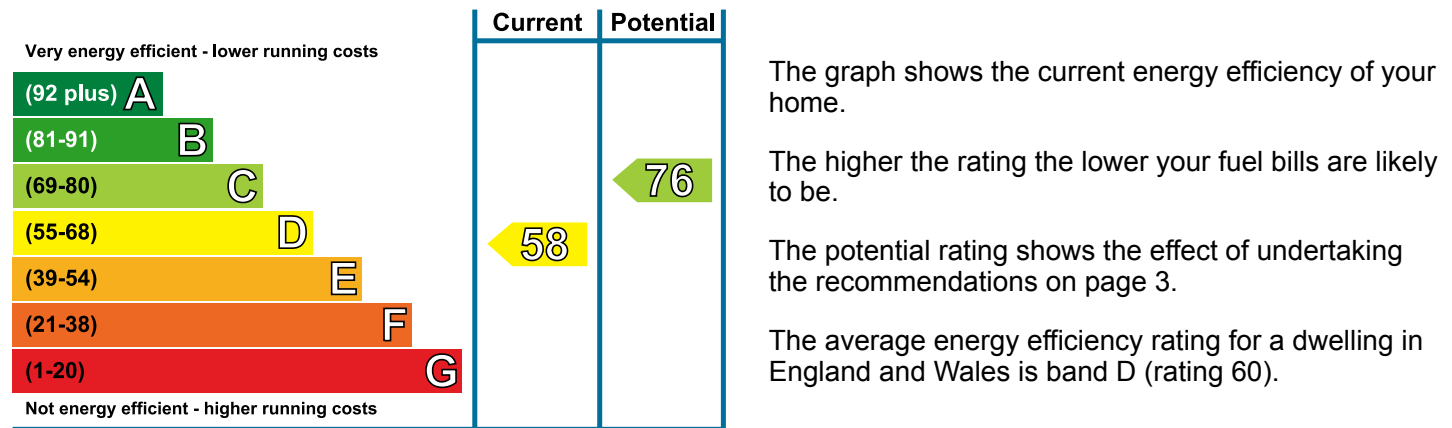 Current Potential
Very energy efficient - lower running costs
(92 plus) A
(81-91) B
(69-80) C
(55-68) D
(39-54) E
(21-38) F
(1-20) G
Not energy efficient - higher running costs
58
76
The graph shows the current energy efficiency of your
home.
The higher the rating the lower your fuel bills are likely
to be.
The potential rating shows the effect of undertaking
the recommendations on page 3.
The average energy efficiency rating for a dwelling in
England and Wales is band D (rating 60).